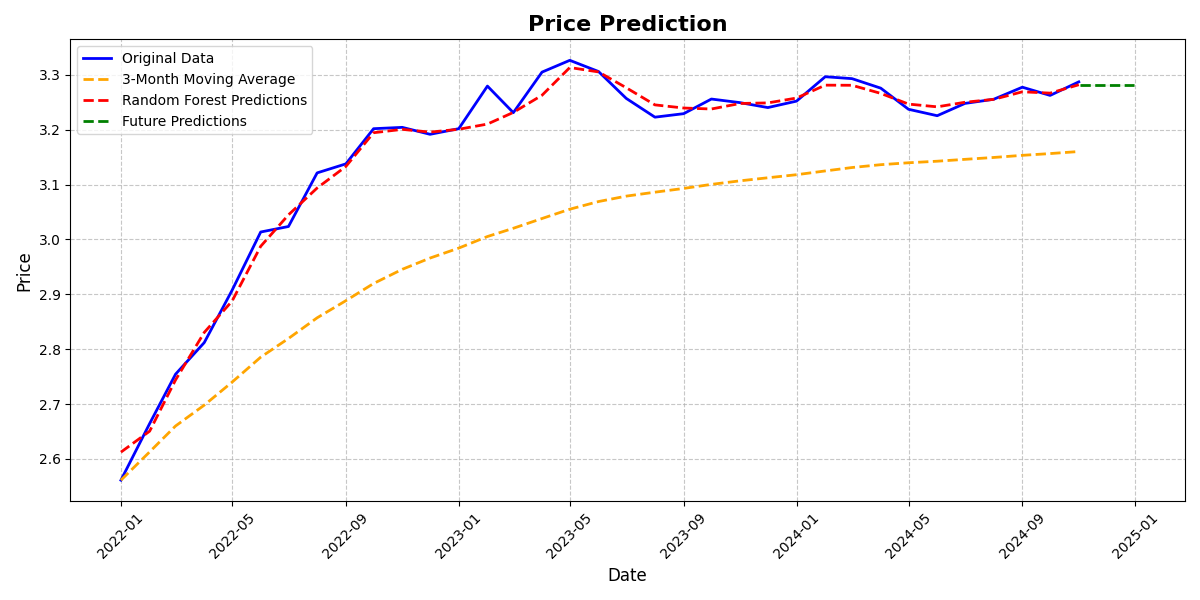 Price Prediction
Original Data
3-Month Moving Average
Random Forest Predictions
Future Predictions
Price
3.3
3.2
3.1
3.0
2.9
2.8
2.7
2.6
2022-01
2022-05
2022-09
2023-01
2023-05
2023-09
2024-01
2024-05
2024-09
2025-01
Date